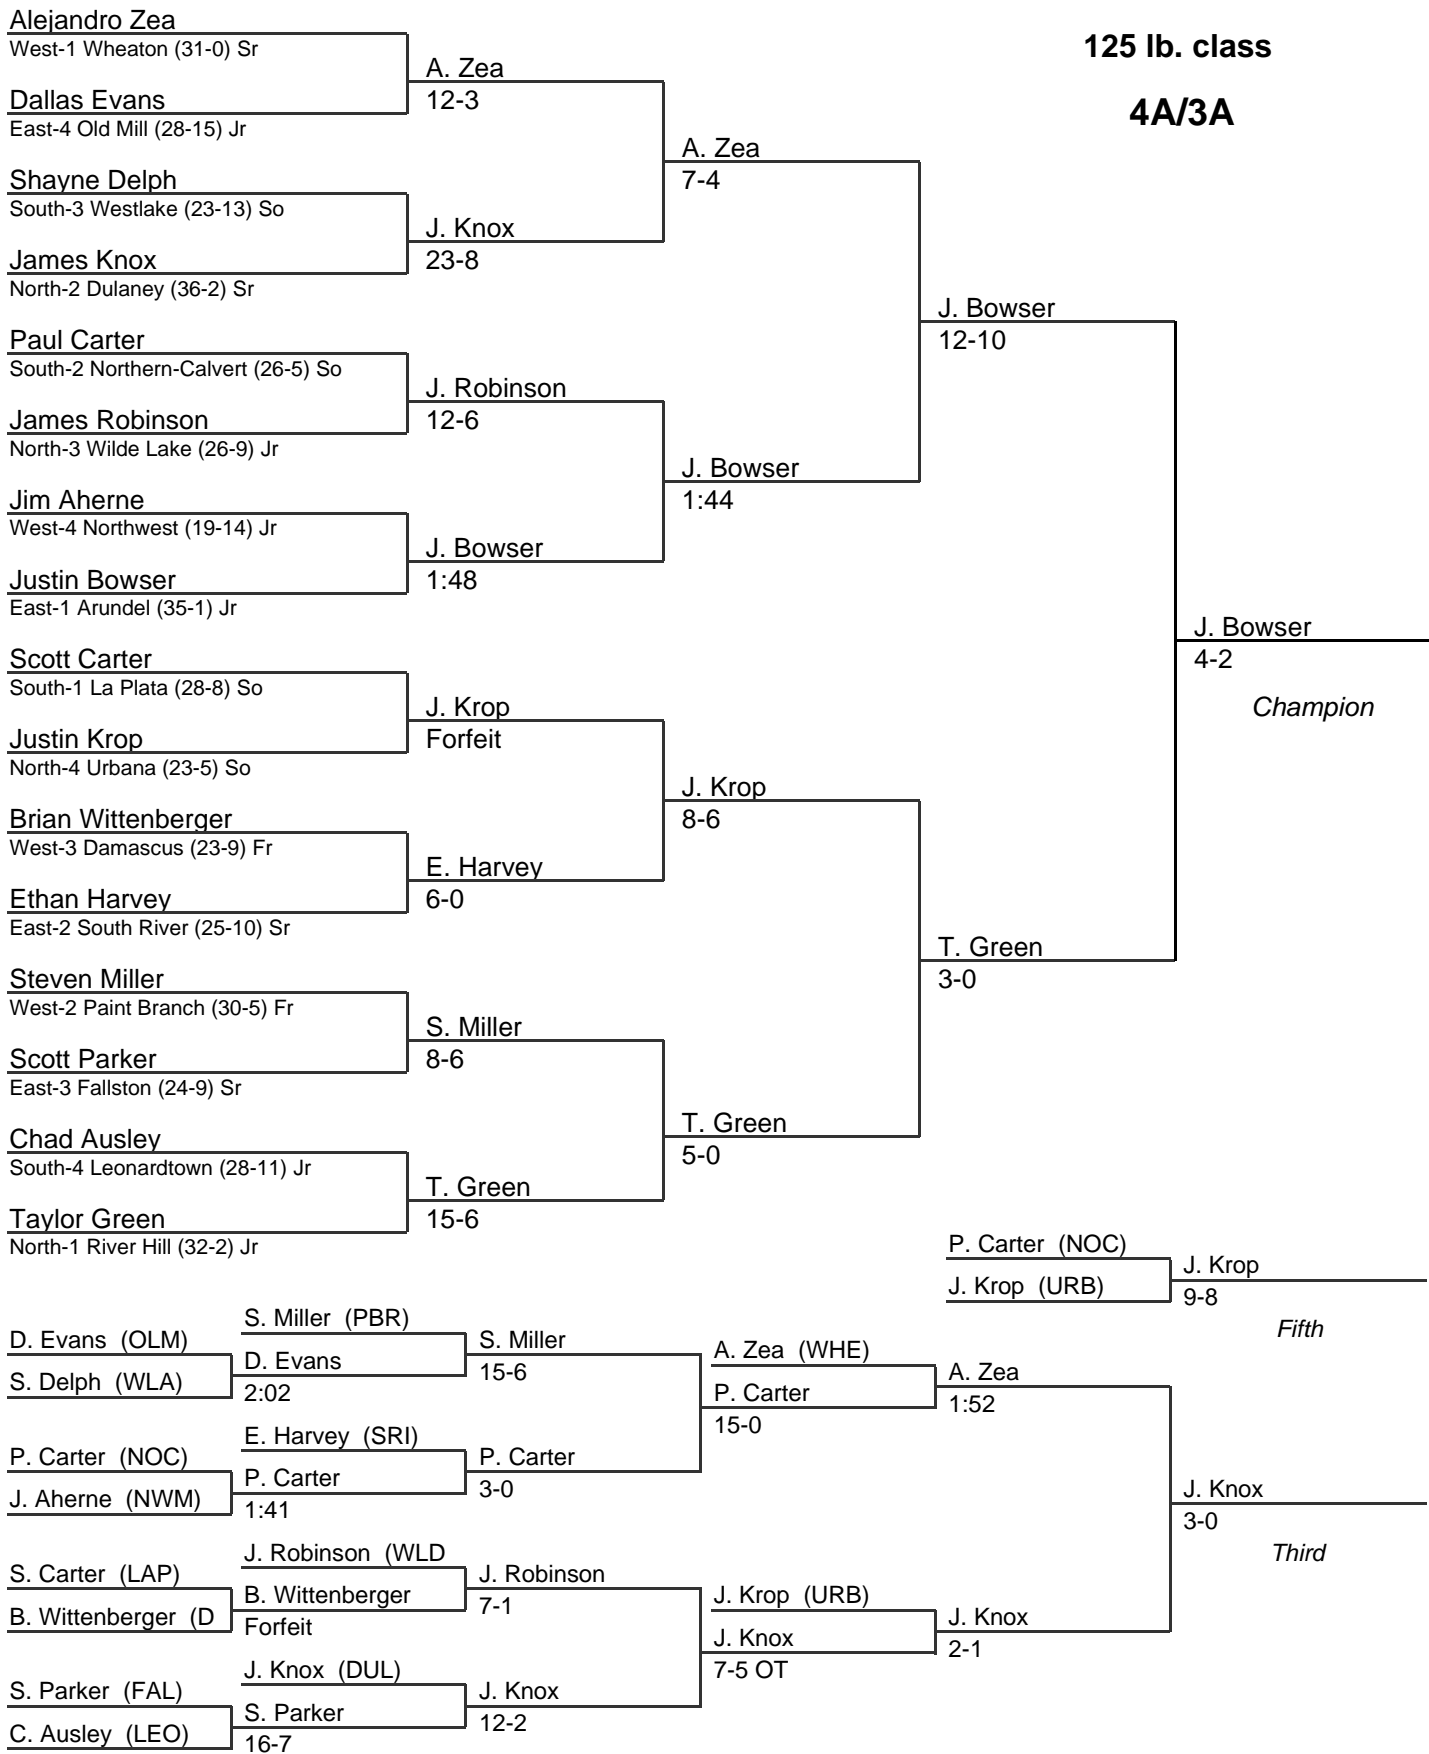 125 lb. class
4A/3A
Alejandro Zea
West-1 Wheaton (31-0) Sr
Dallas Evans
East-4 Old Mill (28-15) Jr
Shayne Delph
South-3 Westlake (23-13) So
James Knox
North-2 Dulaney (36-2) Sr
Paul Carter
South-2 Northern-Calvert (26-5) So
James Robinson
North-3 Wilde Lake (26-9) Jr
Jim Aherne
West-4 Northwest (19-14) Jr
Justin Bowser
East-1 Arundel (35-1) Jr
Scott Carter
South-1 La Plata (28-8) So
Justin Krop
North-4 Urbana (23-5) So
Brian Wittenberger
West-3 Damascus (23-9) Fr
Ethan Harvey
East-2 South River (25-10) Sr
Steven Miller
West-2 Paint Branch (30-5) Fr
Scott Parker
East-3 Fallston (24-9) Sr
Chad Ausley
South-4 Leonardtown (28-11) Jr
Taylor Green
North-1 River Hill (32-2) Jr
A. Zea
12-3
J. Knox
23-8
J. Robinson
12-6
J. Bowser
1:48
J. Krop
Forfeit
E. Harvey
6-0
S. Miller
8-6
T. Green
15-6
A. Zea
7-4
J. Bowser
1:44
J. Krop
8-6
T. Green
5-0
J. Bowser
12-10
T. Green
3-0
J. Bowser
4-2
Champion
P. Carter (NOC)
J. Krop (URB)
J. Krop
9-8
Fifth
D. Evans (OLM)
S. Delph (WLA)
P. Carter (NOC)
J. Aherne (NWM)
S. Carter (LAP)
B. Wittenberger (D
S. Parker (FAL)
C. Ausley (LEO)
S. Miller (PBR)
D. Evans
2:02
E. Harvey (SRI)
P. Carter
1:41
J. Robinson (WLD
B. Wittenberger
Forfeit
J. Knox (DUL)
S. Parker
16-7
S. Miller
15-6
P. Carter
3-0
J. Robinson
7-1
J. Knox
12-2
A. Zea (WHE)
P. Carter
15-0
J. Krop (URB)
J. Knox
7-5 OT
A. Zea
1:52
J. Knox
2-1
J. Knox
3-0
Third